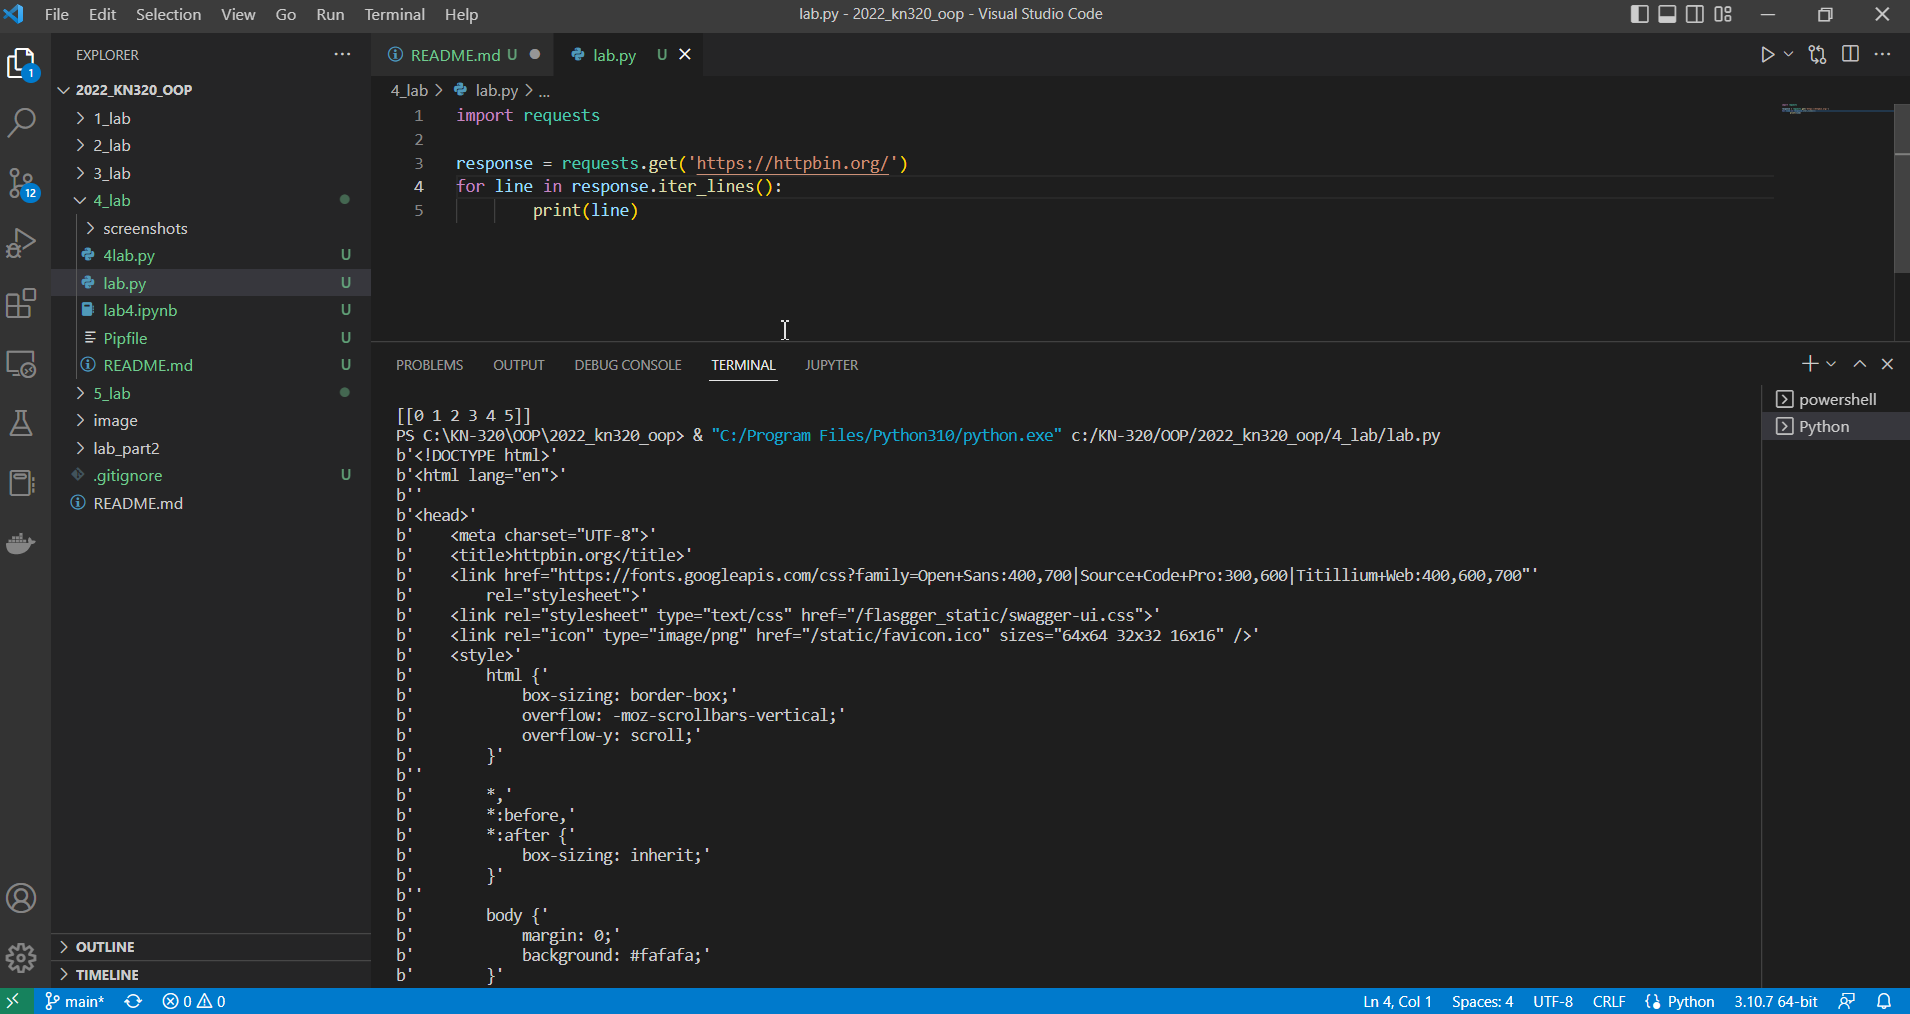 File Edit Selection View Go Run Terminal Help
lab.py - 2022_kn320_oop - Visual Studio Code
EXPLORER
2022_KN320_OOP
1_lab
2_lab
3_lab
4_lab
screenshots
4lab.py U
lab.py U
lab4.ipynb U
Pipfile U
README.md U
5_lab
image
lab_part2
.gitignore U
README.md
OUTLINE
TIMELINE
1
12
README.md U
lab.py U
4_lab > lab.py > ...
1 import requests
2
3 response = requests.get('https://httpbin.org/')
4 for line in response.iter_lines():
5 print(line)
PROBLEMS OUTPUT DEBUG CONSOLE TERMINAL JUPYTER
powershell
Python
[[0 1 2 3 4 5]]
PS C:\KN-320\OOP\2022_kn320_oop> & "C:/Program Files/Python310/python.exe" c:/KN-320/OOP/2022_kn320_oop/4_lab/lab.py
b'<!DOCTYPE html>'
b'<html lang="en">'
b''
b'<head>'
b'    <meta charset="UTF-8">'
b'    <title>httpbin.org</title>'
b'    <link href="https://fonts.googleapis.com/css?family=Open+Sans:400,700|Source+Code+Pro:300,600|Titillium+Web:400,600,700"'
b'        rel="stylesheet">'
b'    <link rel="stylesheet" type="text/css" href="/flasgger_static/swagger-ui.css">'
b'    <link rel="icon" type="image/png" href="/static/favicon.ico" sizes="64x64 32x32 16x16" />'
b'    <style>'
b'        html {'
b'            box-sizing: border-box;'
b'            overflow: -moz-scrollbars-vertical;'
b'            overflow-y: scroll;'
b'        }'
b''
b'        *,'
b'        *:before,'
b'        *:after {'
b'            box-sizing: inherit;'
b'        }'
b''
b'        body {'
b'            margin: 0;'
b'            background: #fafafa;'
b'        }'
main* 0 0
Ln 4, Col 1 Spaces: 4 UTF-8 CRLF Python 3.10.7 64-bit